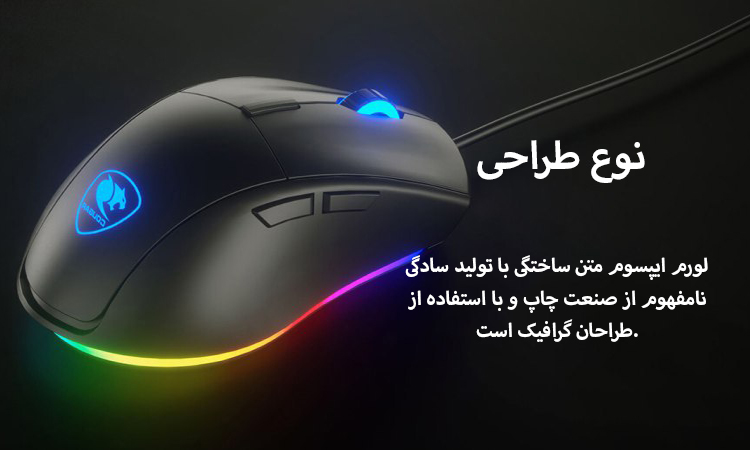 نوع طراحی
لورم ایپسوم متن ساختگی با تولید سادگی
نامفهوم از صنعت چاپ و با استفاده از
طراحان گرافیک است.
COUGAR